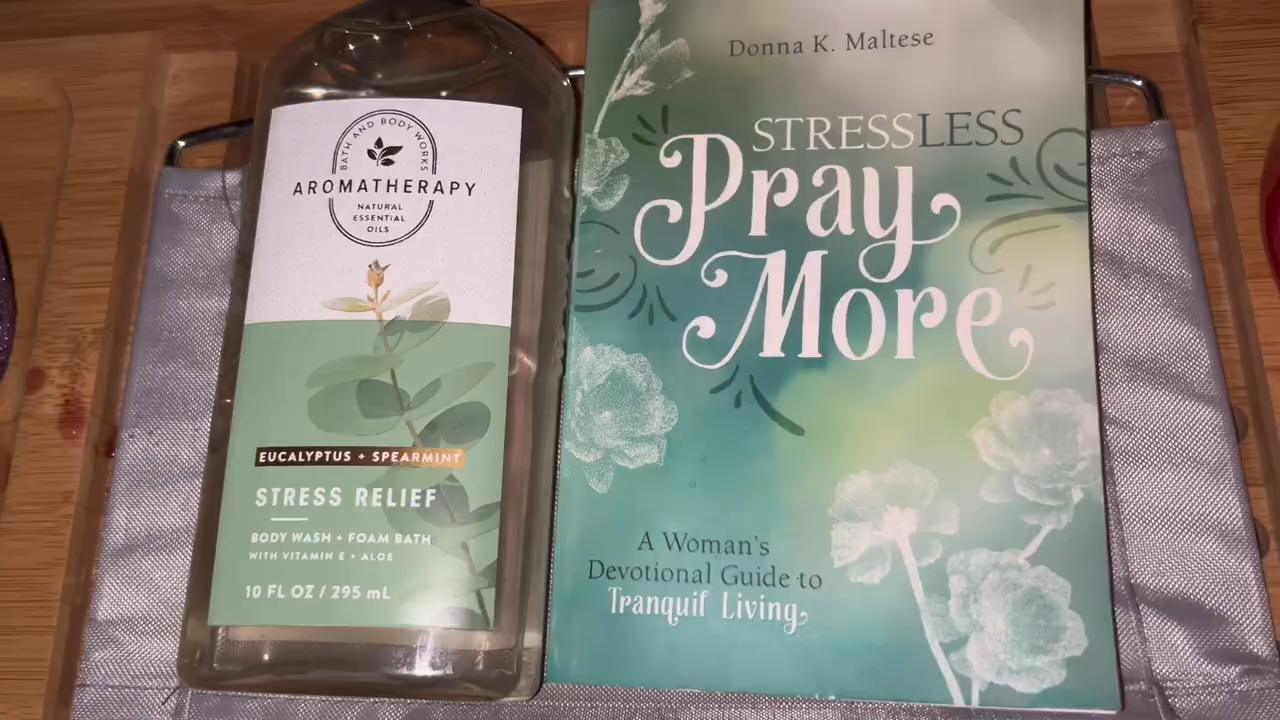 BATH AND BODY WORKS
AROMATHERAPY
NATURAL
ESSENTIAL
OILS
EUCALYPTUS + SPEARMINT
STRESS RELIEF
BODY WASH + FOAM BATH
WITH VITAMIN E + ALOE
10 FL OZ / 295 mL
Donna K. Maltese
STRESSLESS
Pray
More
A Woman's
Devotional Guide to
Tranquil Living